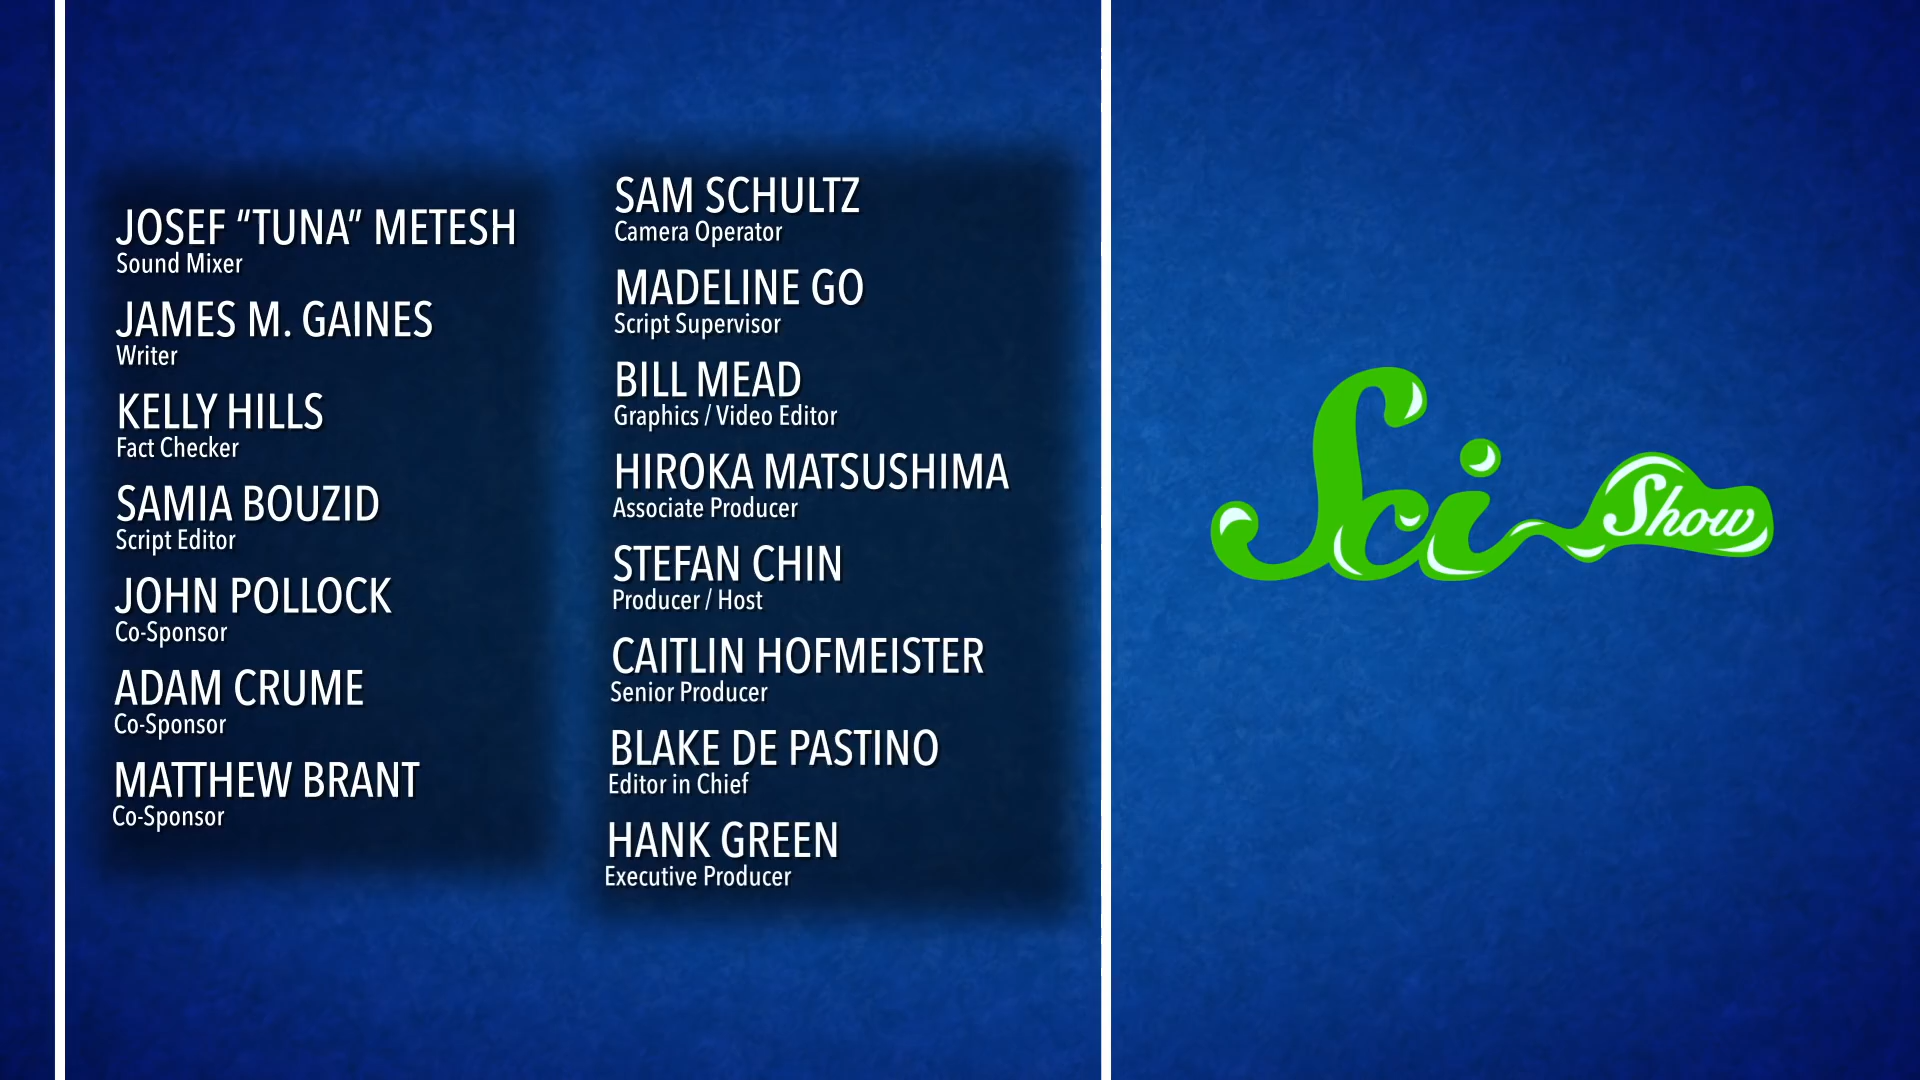 JOSEF “TUNA” METESH
Sound Mixer
JAMES M. GAINES
Writer
KELLY HILLS
Fact Checker
SAMIA BOUZID
Script Editor
JOHN POLLOCK
Co-Sponsor
ADAM CRUME
Co-Sponsor
MATTHEW BRANT
Co-Sponsor
SAM SCHULTZ
Camera Operator
MADELINE GO
Script Supervisor
BILL MEAD
Graphics / Video Editor
HIROKA MATSUSHIMA
Associate Producer
STEFAN CHIN
Producer / Host
CAITLIN HOFMEISTER
Senior Producer
BLAKE DE PASTINO
Editor in Chief
HANK GREEN
Executive Producer
Sci Show